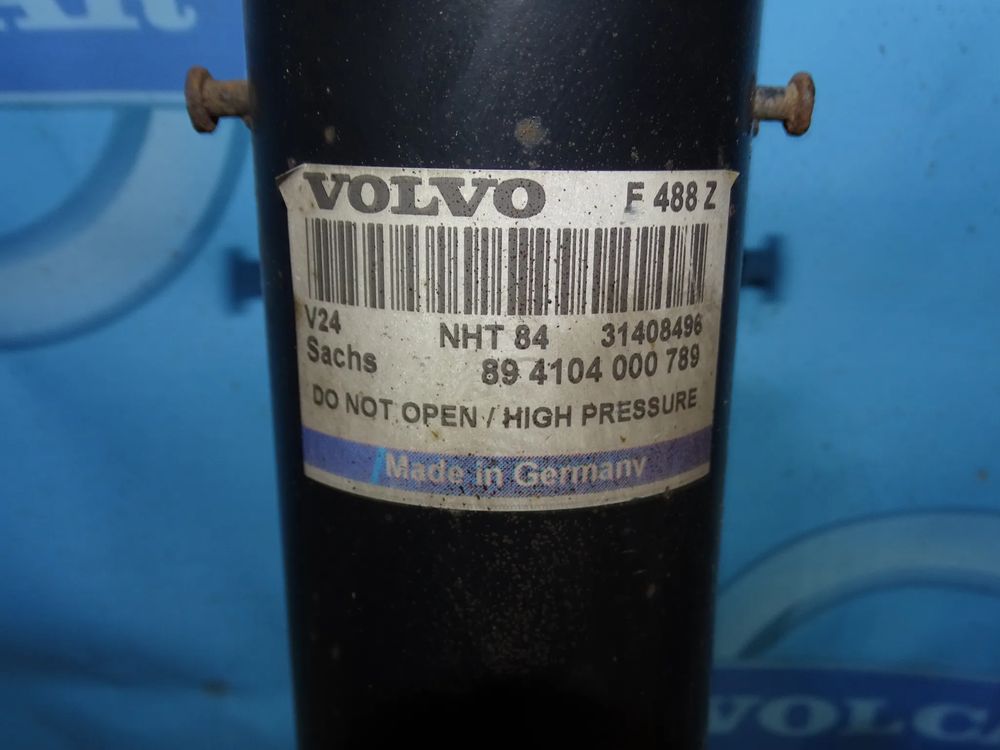 VOLVO F 488 Z
V24 NHT 84 31408496
Sachs 89 4104 000 789
DO NOT OPEN / HIGH PRESSURE
Made in Germany